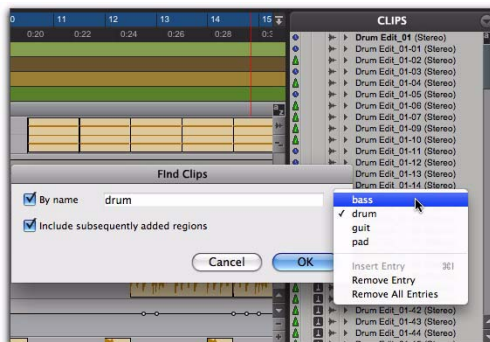 0 11 12 13 14 15
0:20 0:22 0:24 0:26 0:28 0:3
CLIPS
Drum Edit_01 (Stereo)
Drum Edit_01-01 (Stereo)
Drum Edit_01-02 (Stereo)
Drum Edit_01-03 (Stereo)
Drum Edit_01-04 (Stereo)
Drum Edit_01-05 (Stereo)
Drum Edit_01-06 (Stereo)
Drum Edit_01-07 (Stereo)
Drum Edit_01-09 (Stereo)
Drum Edit_01-10 (Stereo)
Drum Edit_01-11 (Stereo)
Drum Edit_01-12 (Stereo)
Drum Edit_01-13 (Stereo)
Drum Edit_01-14 (Stereo)
FInd Clips
By name drum
Include subsequently added regions
Cancel OK
bass
✓ drum
guit
pad
Insert Entry ⌘I
Remove Entry
Remove All Entries
Drum Edit_01-42 (Stereo)
Drum Edit_01-43 (Stereo)
Drum Edit_01-44 (Stereo)